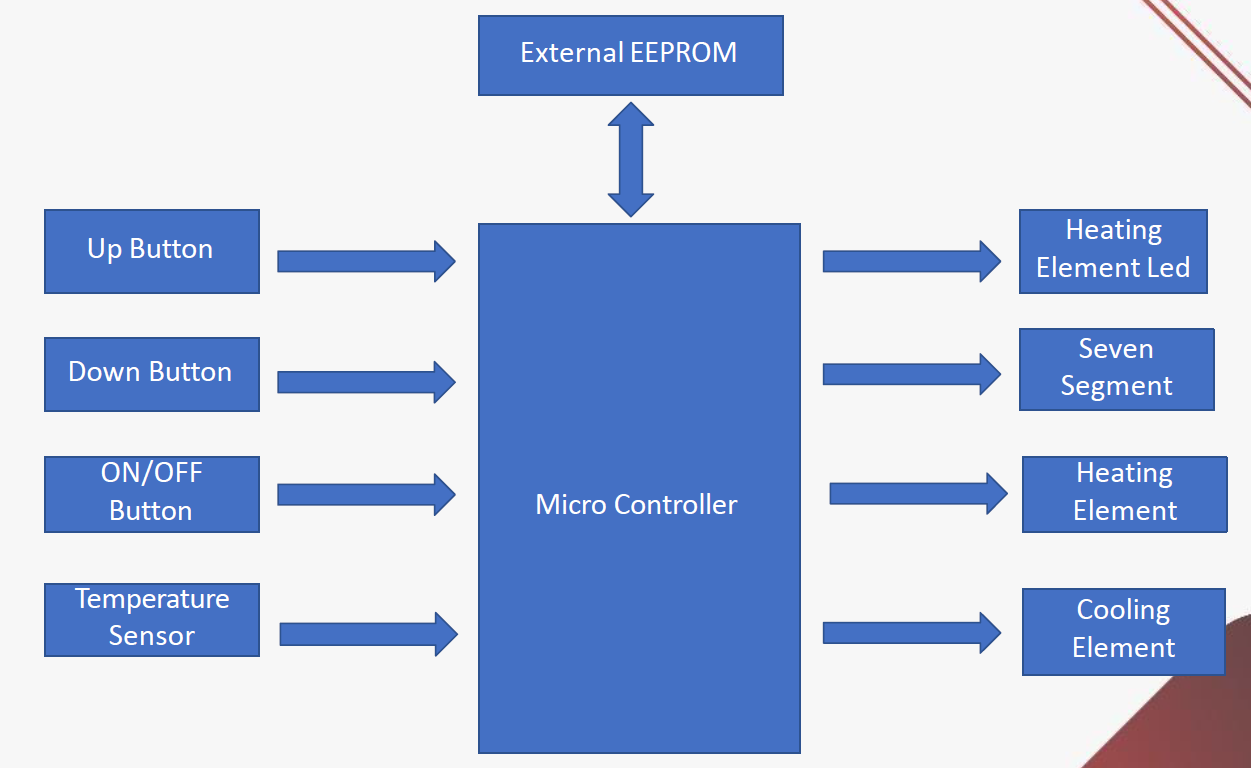 External EEPROM
Up Button
Down Button
ON/OFF
Button
Temperature
Sensor
Micro Controller
Heating
Element Led
Seven
Segment
Heating
Element
Cooling
Element